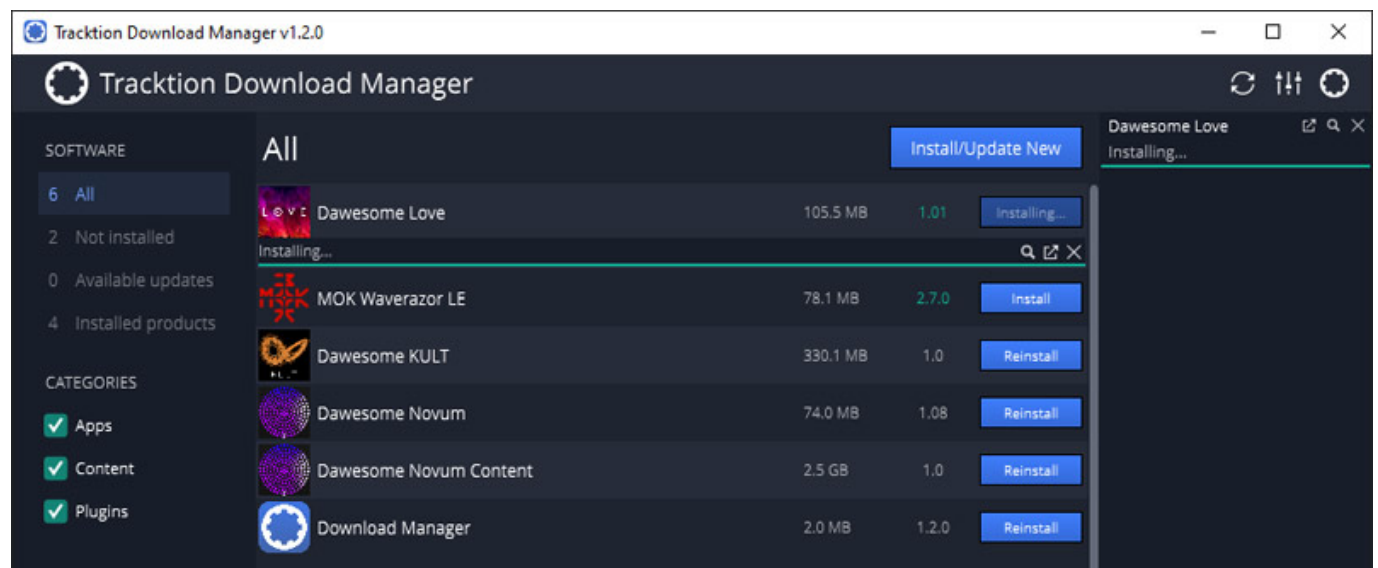 Tracktion Download Manager v1.2.0
Tracktion Download Manager
SOFTWARE
6 All
2 Not installed
0 Available updates
4 Installed products
CATEGORIES
Apps
Content
Plugins
All
Install/Update New
LOVE Dawesome Love 105.5 MB 1.01 Installing...
Installing...
MOK Waverazor LE 78.1 MB 2.7.0 Install
Dawesome KULT 330.1 MB 1.0 Reinstall
Dawesome Novum 74.0 MB 1.08 Reinstall
Dawesome Novum Content 2.5 GB 1.0 Reinstall
Download Manager 2.0 MB 1.2.0 Reinstall
Dawesome Love
Installing...